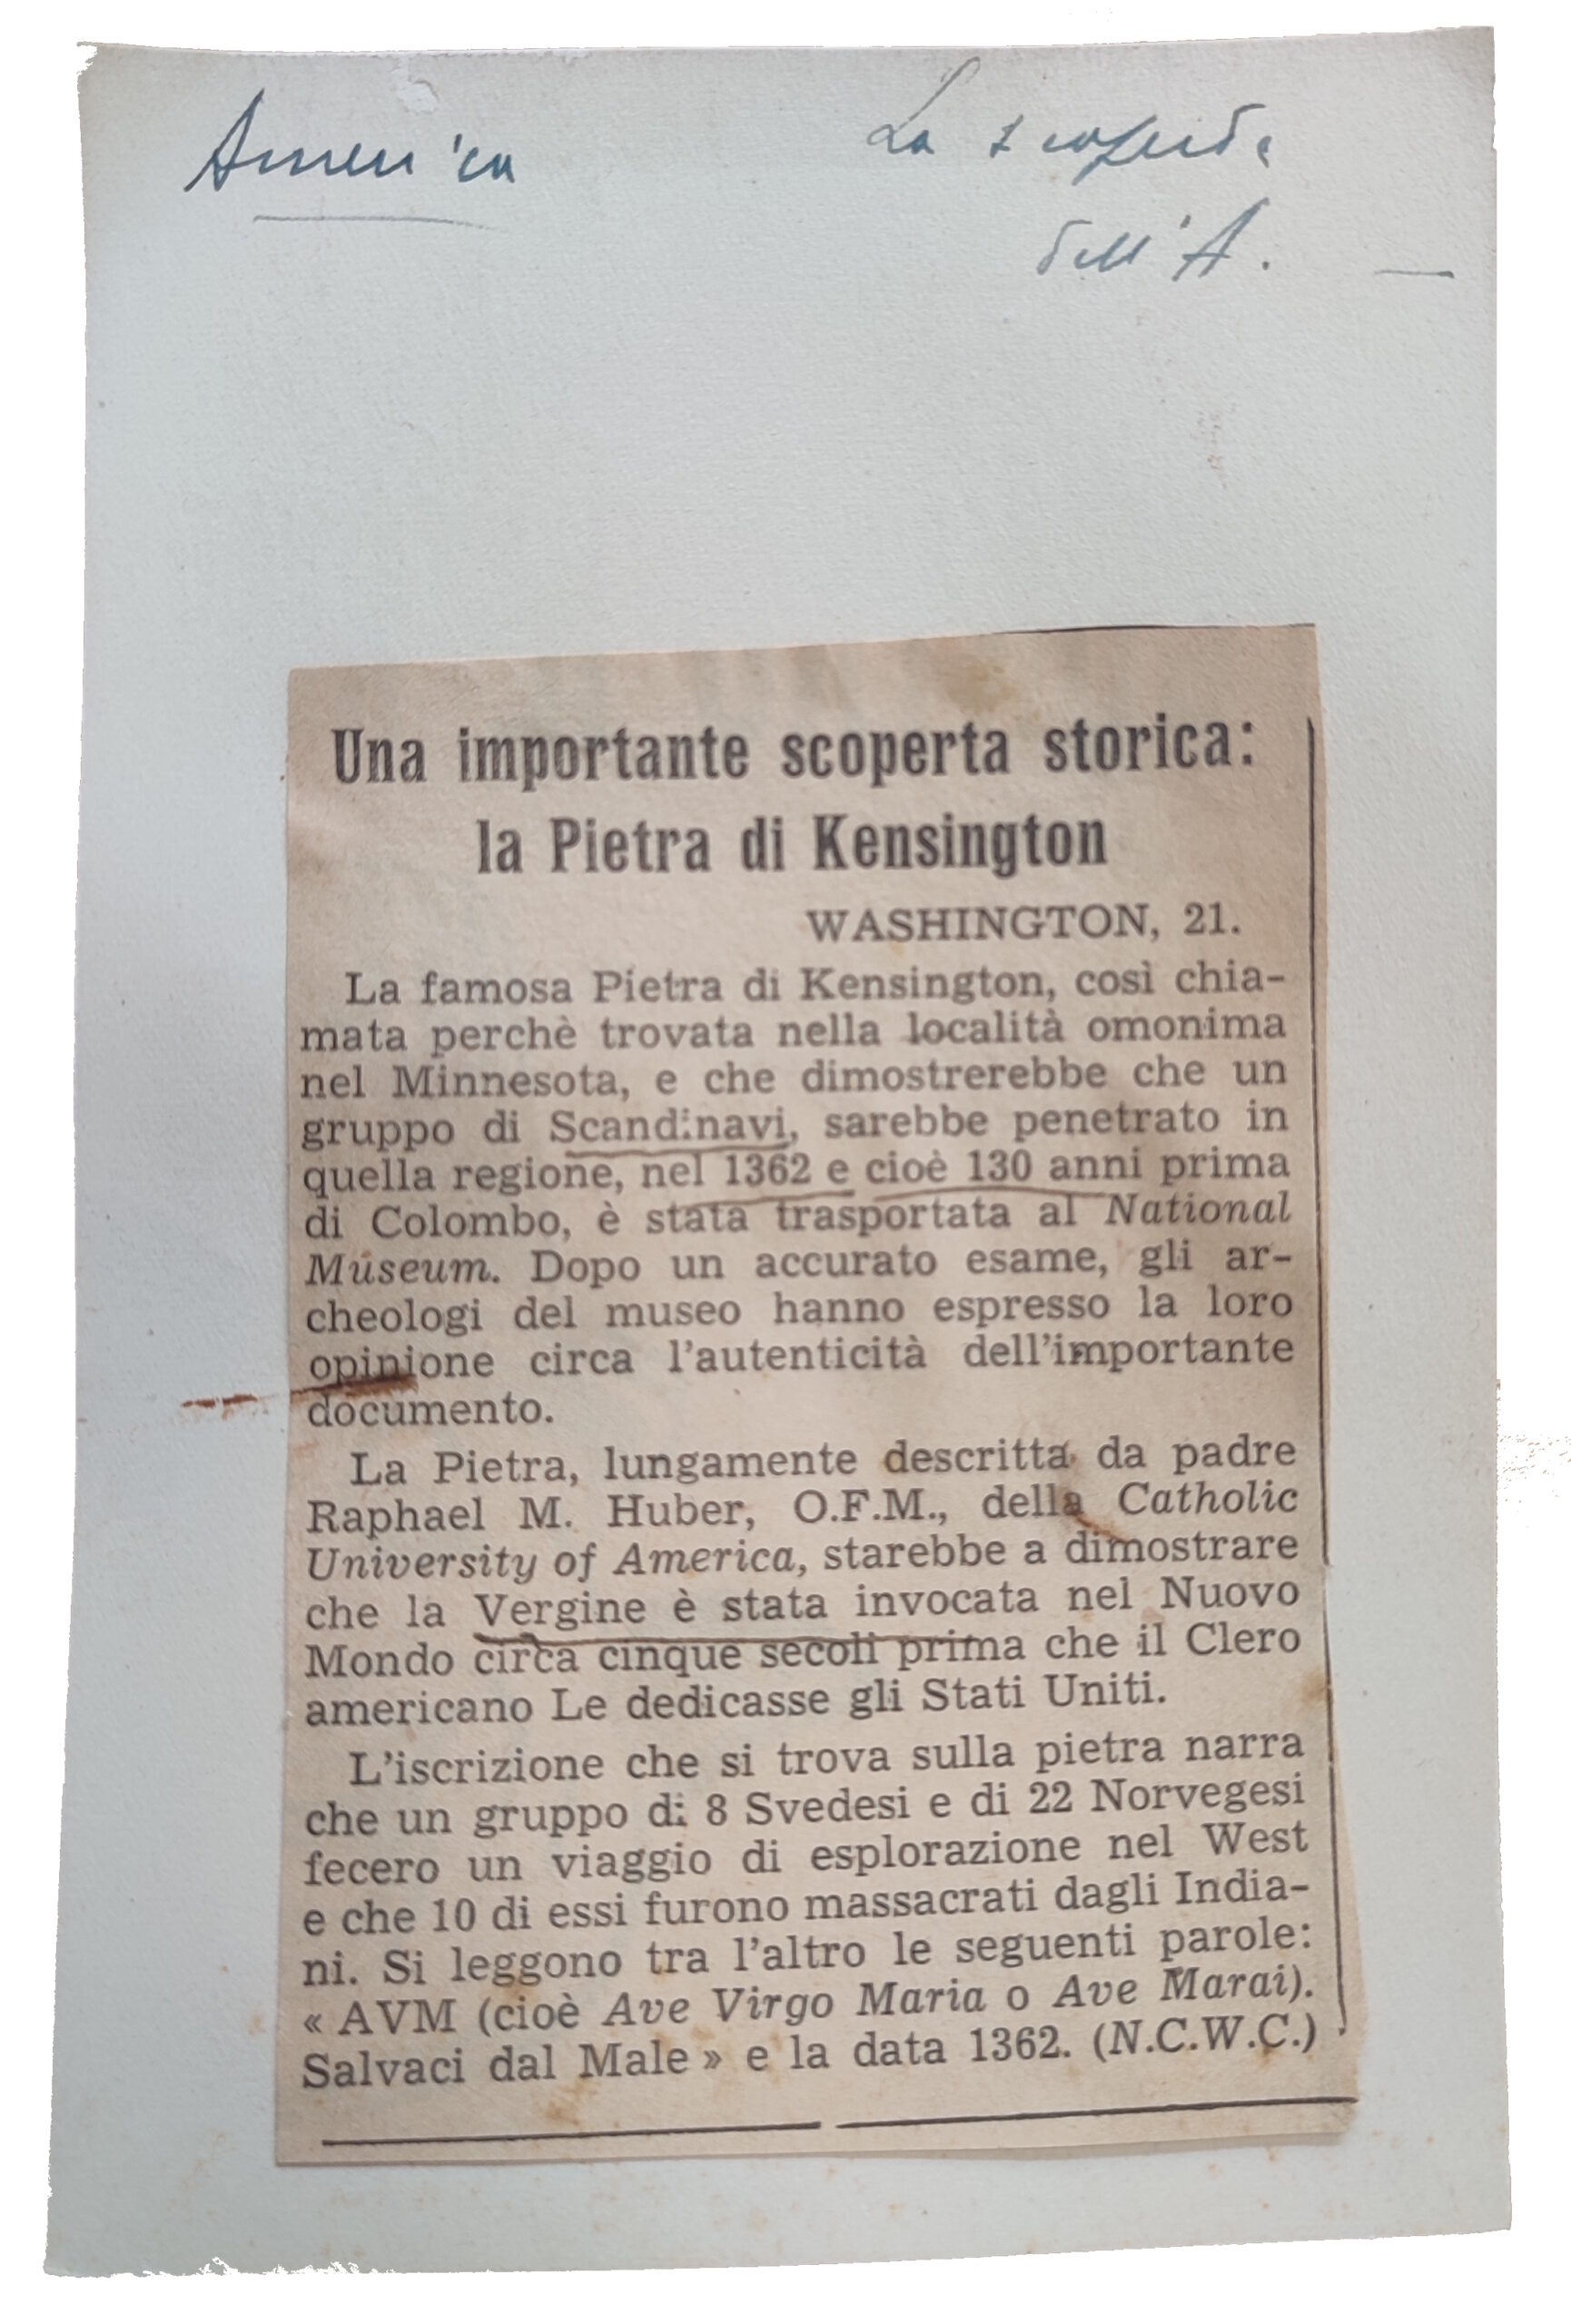 America
La scoperta
dell'A. —
Una importante scoperta storica:
la Pietra di Kensington
WASHINGTON, 21.
La famosa Pietra di Kensington, così chia-
mata perchè trovata nella località omonima
nel Minnesota, e che dimostrerebbe che un
gruppo di Scandinavi, sarebbe penetrato in
quella regione, nel 1362 e cioè 130 anni prima
di Colombo, è stata trasportata al National
Museum. Dopo un accurato esame, gli ar-
cheologi del museo hanno espresso la loro
opinione circa l'autenticità dell'importante
documento.
La Pietra, lungamente descritta da padre
Raphael M. Huber, O.F.M., della Catholic
University of America, starebbe a dimostrare
che la Vergine è stata invocata nel Nuovo
Mondo circa cinque secoli prima che il Clero
americano Le dedicasse gli Stati Uniti.
L'iscrizione che si trova sulla pietra narra
che un gruppo di 8 Svedesi e di 22 Norvegesi
fecero un viaggio di esplorazione nel West
e che 10 di essi furono massacrati dagli India-
ni. Si leggono tra l'altro le seguenti parole:
« AVM (cioè Ave Virgo Maria o Ave Marai).
Salvaci dal Male » e la data 1362. (N.C.W.C.)